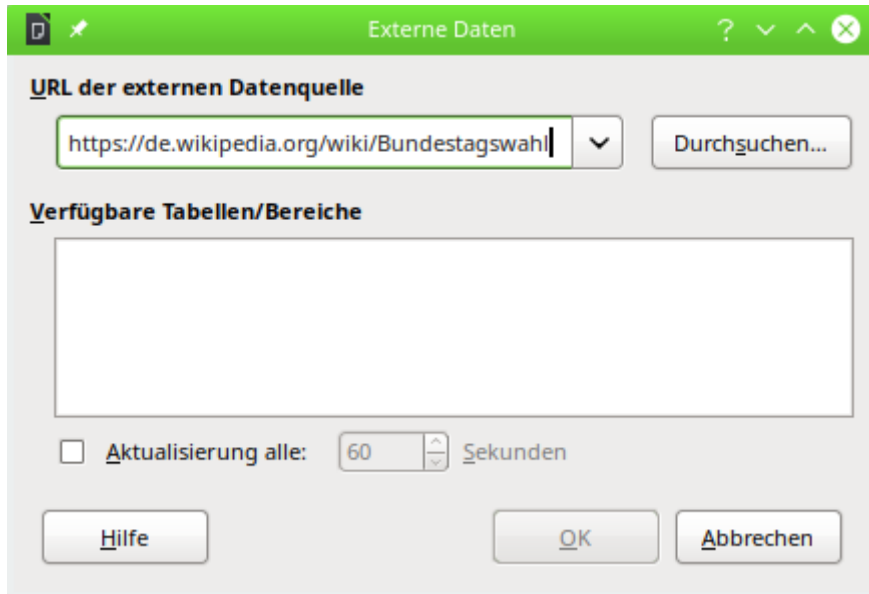 Externe Daten
URL der externen Datenquelle
https://de.wikipedia.org/wiki/Bundestagswahl
Durchsuchen...
Verfügbare Tabellen/Bereiche
Aktualisierung alle: 60 Sekunden
Hilfe OK Abbrechen